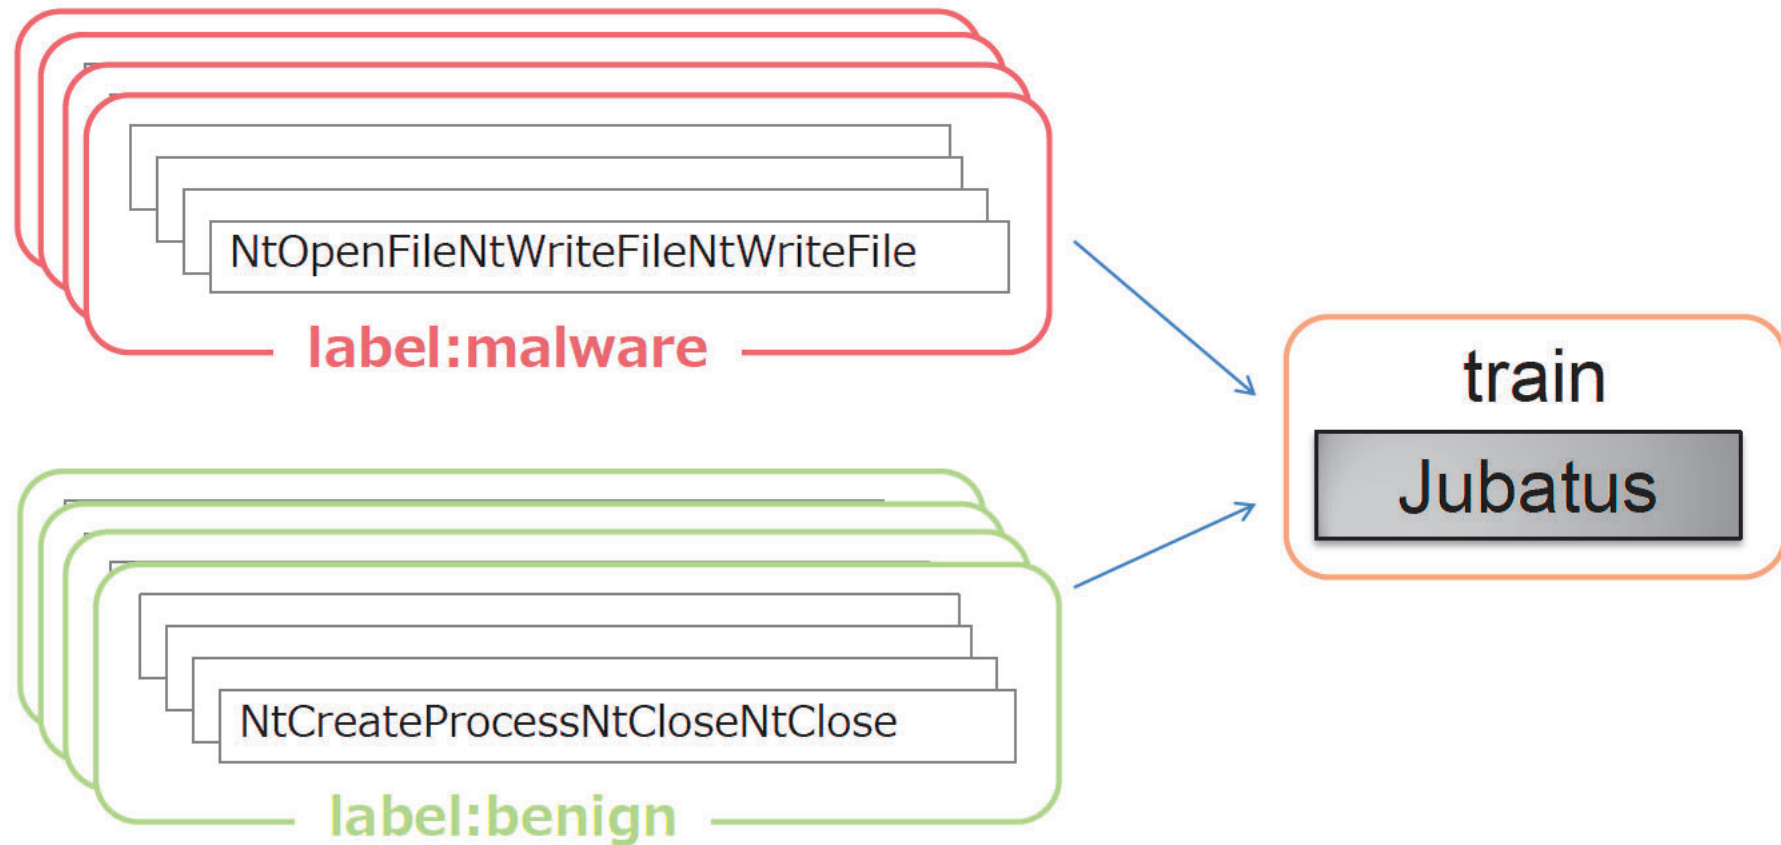 NtOpenFileNtWriteFileNtWriteFile
label:malware
train
Jubatus
NtCreateProcessNtCloseNtClose
label:benign